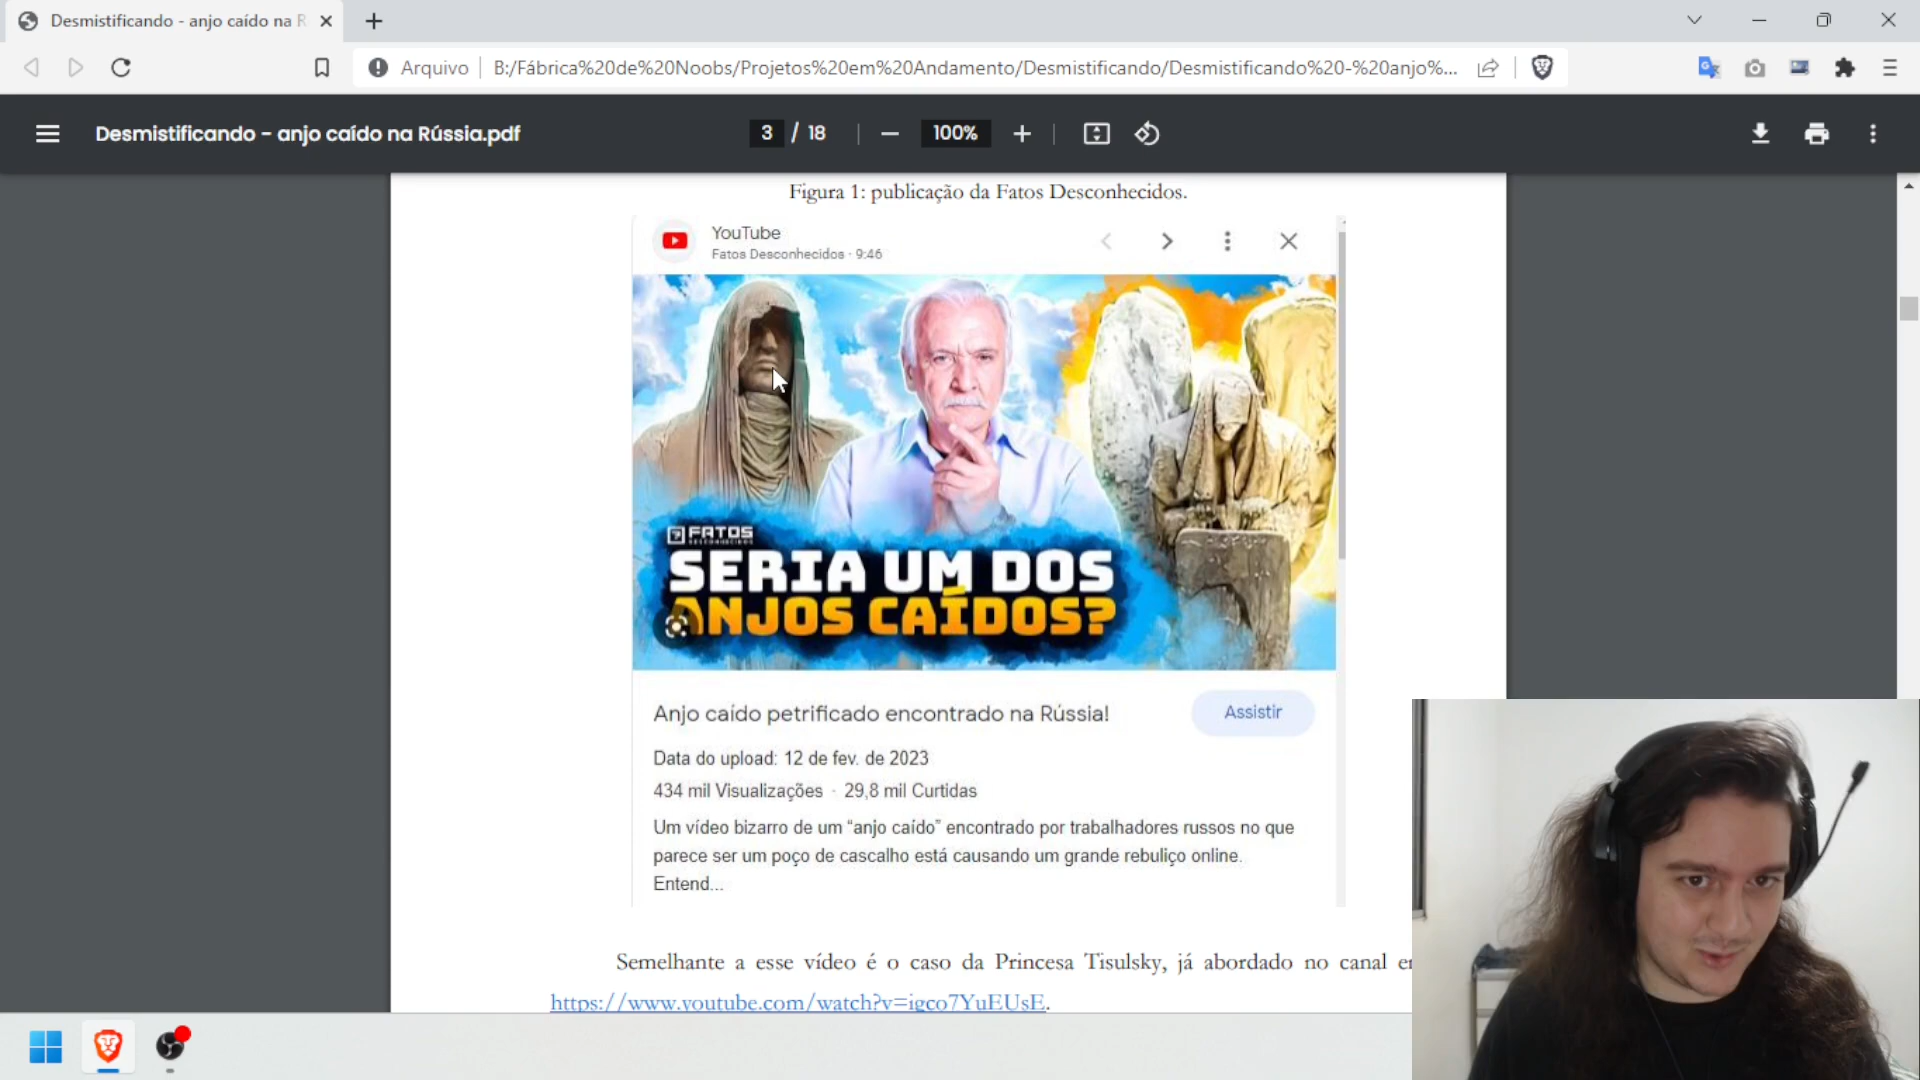 Desmistificando - anjo caído na R
Arquivo
B:/Fábrica%20de%20Noobs/Projetos%20em%20Andamento/Desmistificando/Desmistificando%20-%20anjo%...
Desmistificando - anjo caído na Rússia.pdf
3 / 18
100%
Figura 1: publicação da Fatos Desconhecidos.
YouTube
Fatos Desconhecidos · 9:46
FATOS
DESCONHECIDOS
SERIA UM DOS
ANJOS CAÍDOS?
Anjo caído petrificado encontrado na Rússia!
Assistir
Data do upload: 12 de fev. de 2023
434 mil Visualizações · 29,8 mil Curtidas
Um vídeo bizarro de um “anjo caído” encontrado por trabalhadores russos no que
parece ser um poço de cascalho está causando um grande rebuliço online.
Entend...
Semelhante a esse vídeo é o caso da Princesa Tisulsky, já abordado no canal e
https://www.youtube.com/watch?v=igco7YuEUsE.